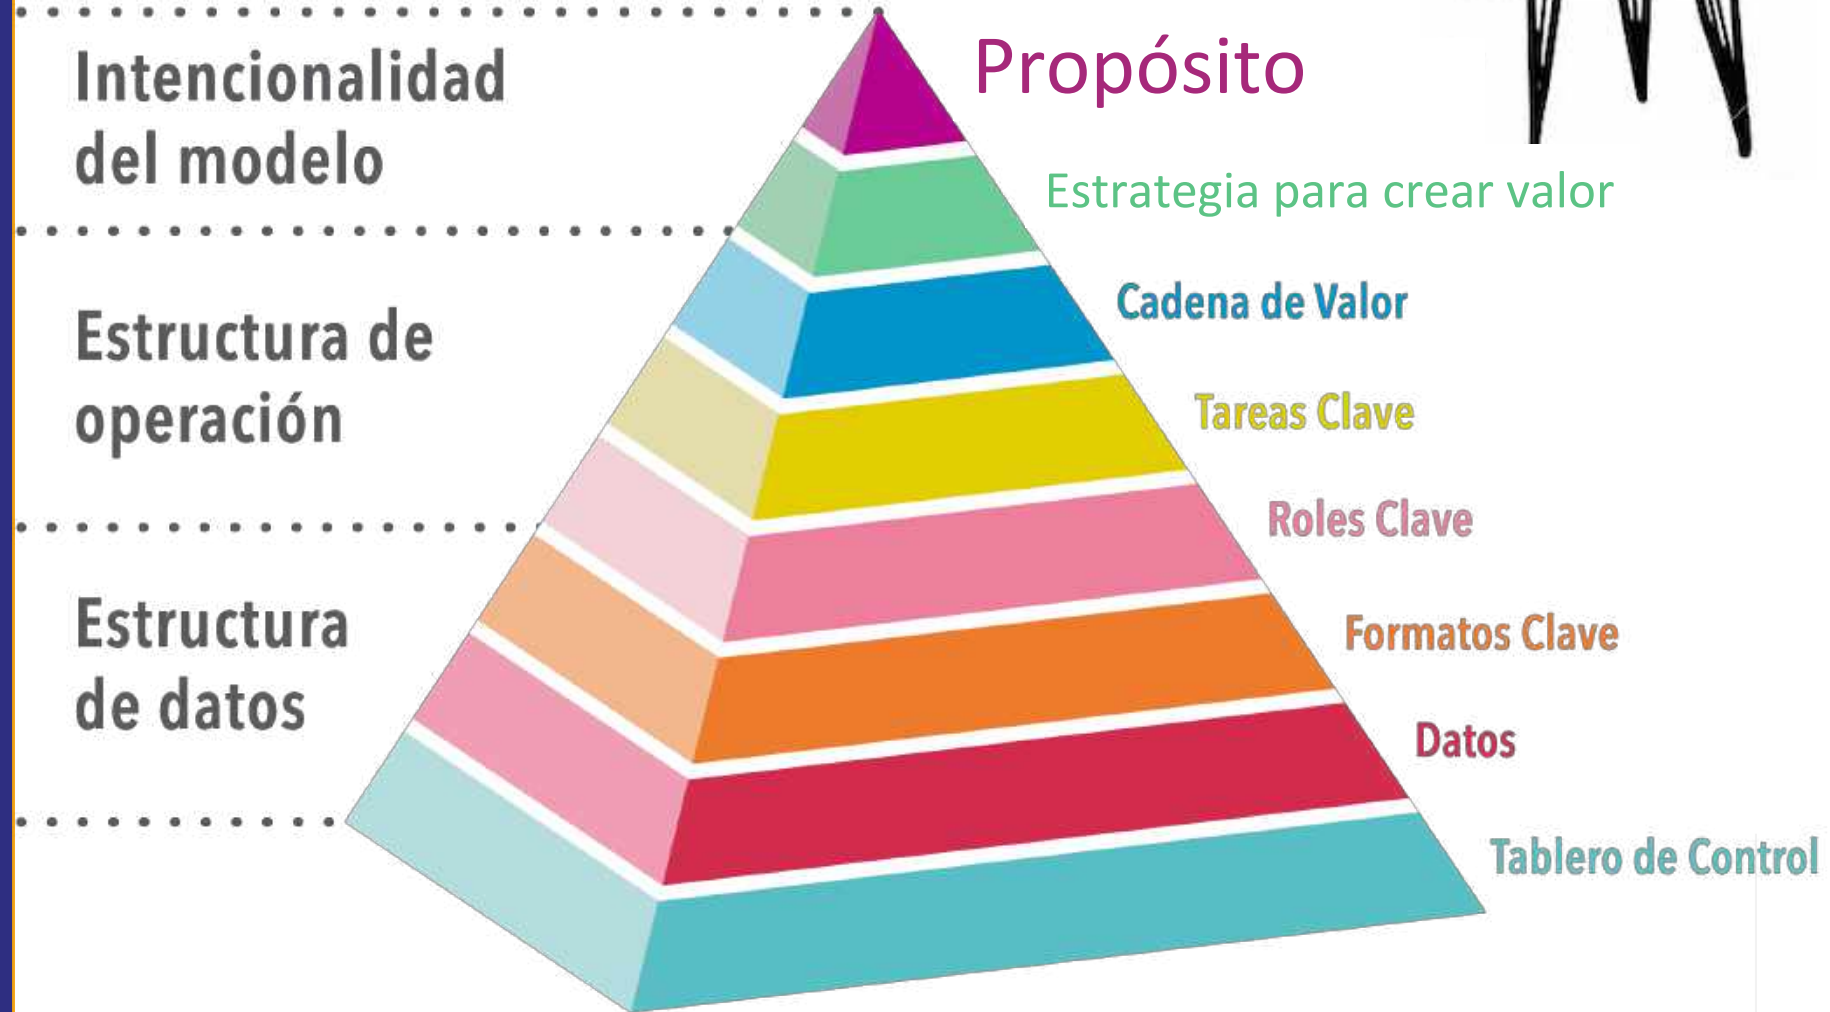 Intencionalidad
del modelo
Propósito
Estrategia para crear valor
Estructura de
operación
Cadena de Valor
Tareas Clave
Roles Clave
Estructura
de datos
Formatos Clave
Datos
Tablero de Control